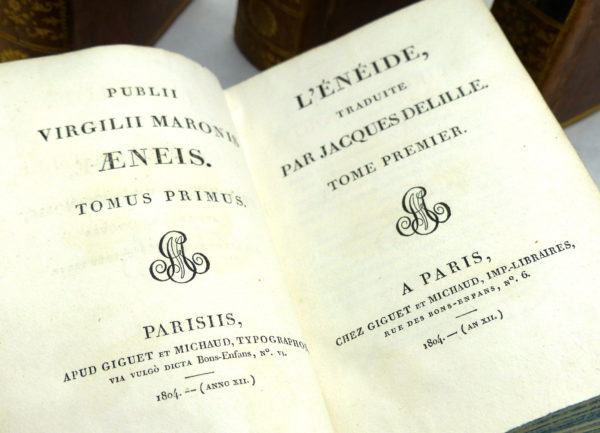 PUBLII
VIRGILII MARONIS
ÆNEIS.
TOMUS PRIMUS.
PARISIIS,
APUD GIGUET ET MICHAUD, TYPOGRAPHOS,
VIA VULGÒ DICTA Bons-Enfans, N°. VI.
1804. — (ANNO XII.)
L'ÉNÉIDE,
TRADUITE
PAR JACQUES DELILLE.
TOME PREMIER.
A PARIS,
CHEZ GIGUET ET MICHAUD, IMP.-LIBRAIRES,
RUE DES BONS-ENFANS, N°. 6.
1804. — (AN XII.)